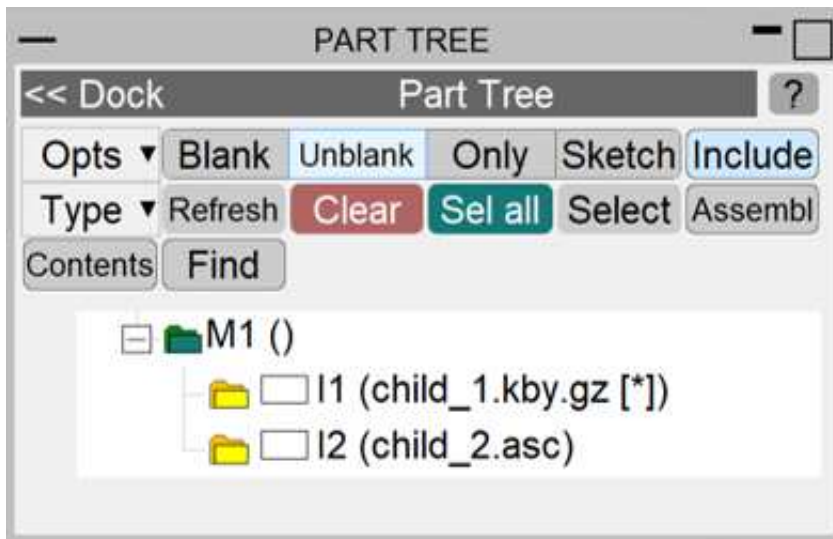 PART TREE
<< Dock Part Tree ?
Opts Blank Unblank Only Sketch Include
Type Refresh Clear Sel all Select Assembl
Contents Find
M1 ()
I1 (child_1.kby.gz [*])
I2 (child_2.asc)